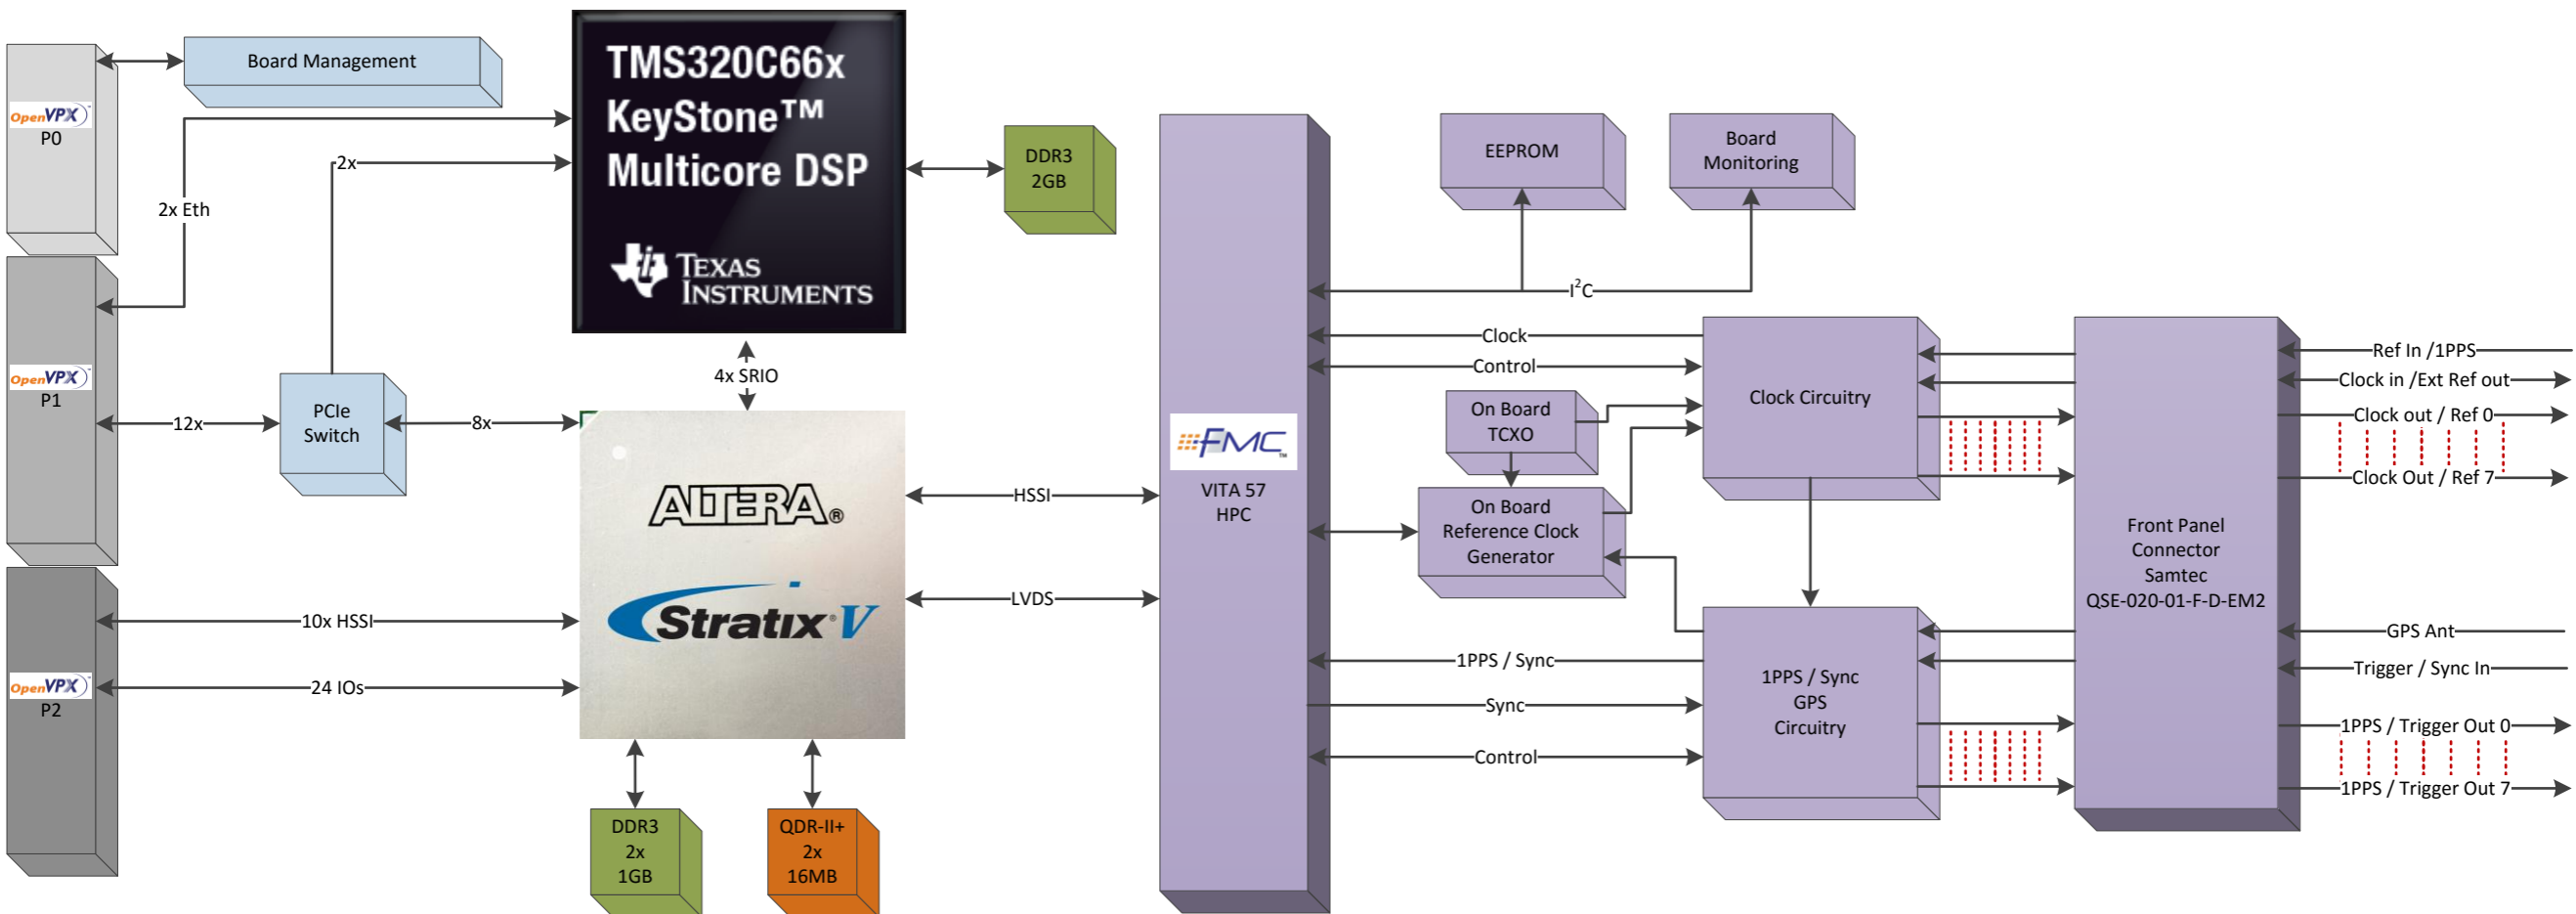 OpenVPX™
P0
Board Management
2x Eth
2x
TMS320C66x
KeyStone™
Multicore DSP
TEXAS
INSTRUMENTS
DDR3
2GB
OpenVPX™
P1
12x
PCIe
Switch
8x
4x SRIO
ALTERA®
Stratix® V
HSSI
LVDS
OpenVPX™
P2
10x HSSI
24 IOs
DDR3
2x
1GB
QDR-II+
2x
16MB
FMC™
VITA 57
HPC
EEPROM
Board
Monitoring
I²C
Clock
Control
On Board
TCXO
On Board
Reference Clock
Generator
Clock Circuitry
1PPS / Sync
Sync
Control
1PPS / Sync
GPS
Circuitry
Front Panel
Connector
Samtec
QSE-020-01-F-D-EM2
Ref In /1PPS
Clock in /Ext Ref out
Clock out / Ref 0
Clock Out / Ref 7
GPS Ant
Trigger / Sync In
1PPS / Trigger Out 0
1PPS / Trigger Out 7